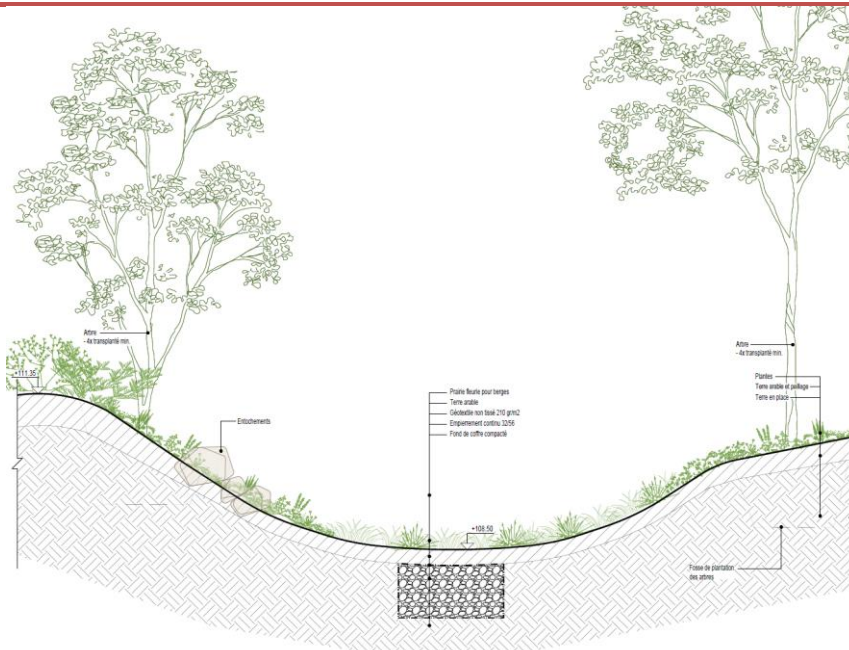 Arbre
- 4x transplanté min.
+111.35
Enrochements
Prairie fleurie pour berges
Terre arable
Géotextile non tissé 210 gr/m2
Empierrement continu 32/56
Fond de coffre compacté
+108.50
Arbre
- 4x transplanté min.
Plantes
Terre arable et paillage
Terre en place
Fosse de plantation
des arbres